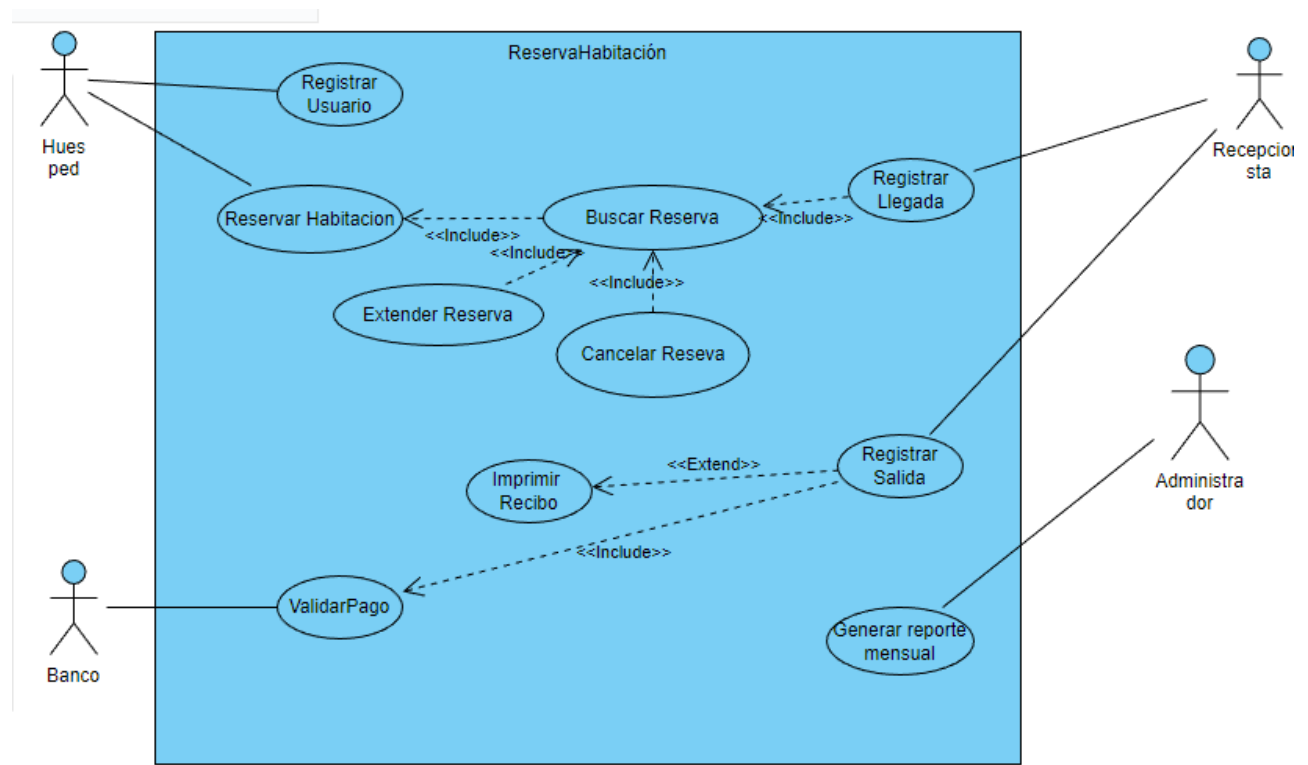 ReservaHabitación
Registrar
Usuario
Hues
ped
Recepcion
sta
Registrar
Llegada
Reservar Habitacion
Buscar Reserva
<<Include>>
<<Include>>
<<Include>>
<<Include>>
Extender Reserva
Cancelar Reseva
Registrar
Salida
<<Extend>>
Imprimir
Recibo
Administra
dor
<<Include>>
ValidarPago
Banco
Generar reporte
mensual